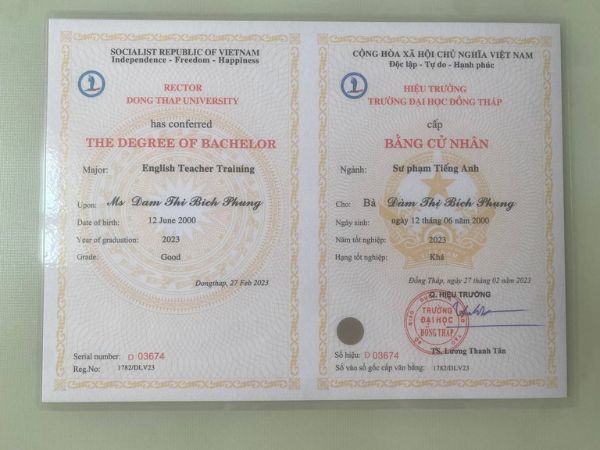 SOCIALIST REPUBLIC OF VIETNAM
Independence - Freedom - Happiness
RECTOR
DONG THAP UNIVERSITY
has conferred
THE DEGREE OF BACHELOR
Major: English Teacher Training
Upon: Ms Dam Thi Bich Phung
Date of birth: 12 June 2000
Year of graduation: 2023
Grade: Good
Dongthap, 27 Feb 2023
Serial number: D 03674
Reg.No: 1782/DLV23
CỘNG HÒA XÃ HỘI CHỦ NGHĨA VIỆT NAM
Độc lập - Tự do - Hạnh phúc
HIỆU TRƯỞNG
TRƯỜNG ĐẠI HỌC ĐỒNG THÁP
cấp
BẰNG CỬ NHÂN
Ngành: Sư phạm Tiếng Anh
Cho: Bà Đàm Thị Bích Phụng
Ngày sinh: ngày 12 tháng 06 năm 2000
Năm tốt nghiệp: 2023
Hạng tốt nghiệp: Khá
Đồng Tháp, ngày 27 tháng 02 năm 2023
Q. HIỆU TRƯỞNG
TRƯỜNG
ĐẠI HỌC
ĐỒNG THÁP
TS. Lương Thanh Tân
Số hiệu: D 03674
Số vào sổ gốc cấp văn bằng: 1782/DLV23